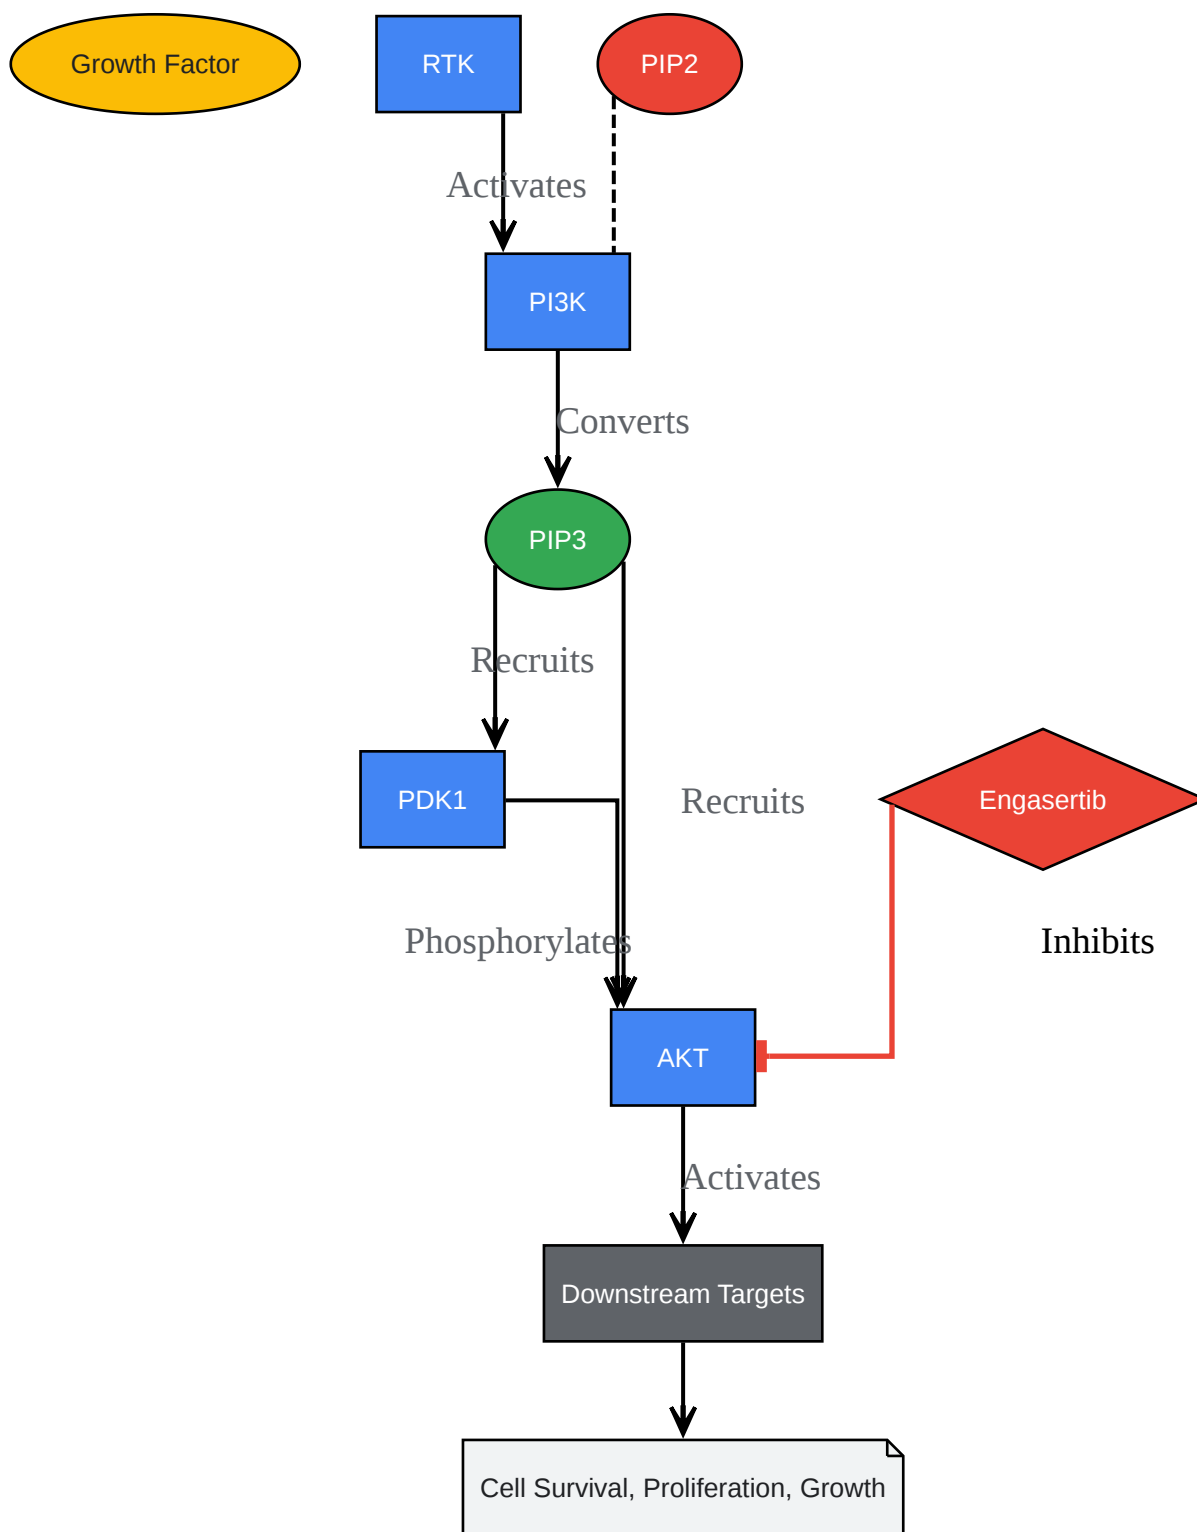 Growth Factor
RTK
PIP2
Activates
PI3K
Converts
PIP3
Recruits
PDK1
Recruits
Engasertib
Phosphorylates
Inhibits
AKT
Activates
Downstream Targets
Cell Survival, Proliferation, Growth